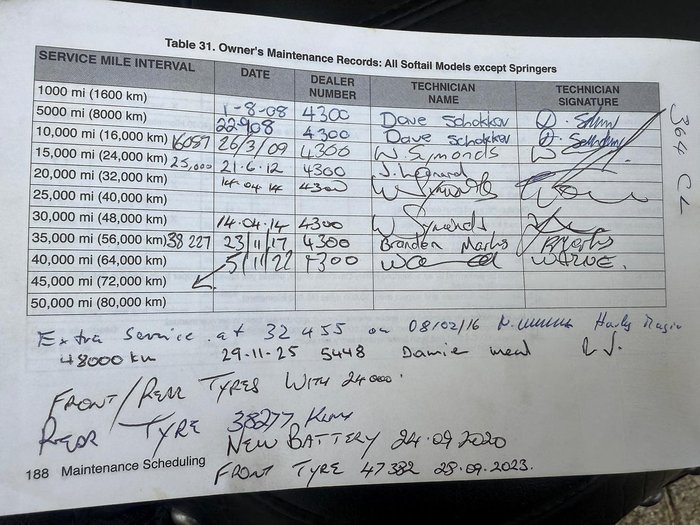 Table 31. Owner's Maintenance Records: All Softail Models except Springers
SERVICE MILE INTERVAL DATE DEALER NUMBER TECHNICIAN NAME TECHNICIAN SIGNATURE
1000 mi (1600 km)
5000 mi (8000 km) 1-8-08 4300 Dave Schokker
10,000 mi (16,000 km) 22908 4300 Dave Schokker
15,000 mi (24,000 km) 16057 26/3/09 4300 W Symonds
20,000 mi (32,000 km) 25,000 21.6.12 4300
25,000 mi (40,000 km) 14.04.14 4300 W Symonds
30,000 mi (48,000 km) 14.04.14 4300 W Symonds
35,000 mi (56,000 km) 38227 23/11/17 4300 Branden Marks
40,000 mi (64,000 km) 5/11/22 4300 WARNE.
45,000 mi (72,000 km)
50,000 mi (80,000 km)
364 CL
Extra Service at 32455 on 08/02/16
48000 km 29-11-25 5448
FRONT/REAR TYRES WITH 24000.
REAR TYRE 38277 Kms
NEW BATTERY 24.09.2020
188 Maintenance Scheduling
FRONT TYRE 47382 28.09.2023.